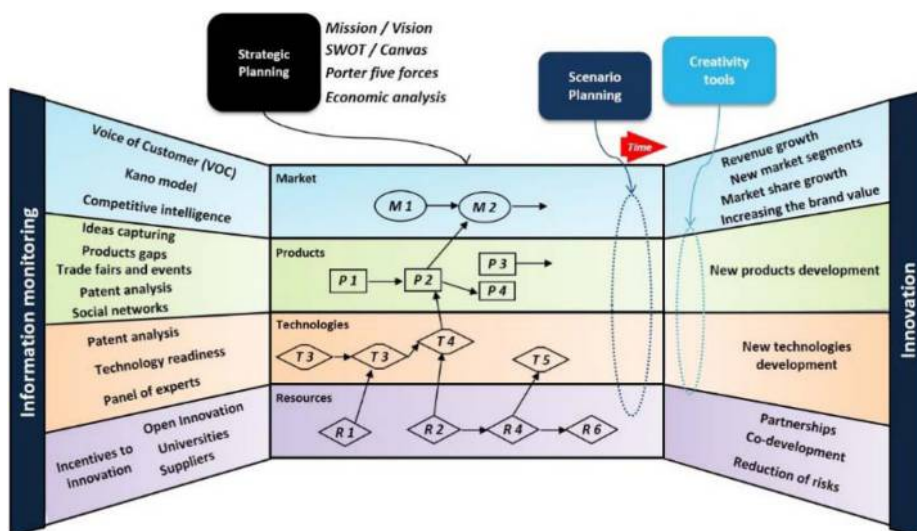 Strategic
Planning
Mission / Vision
SWOT / Canvas
Porter five forces
Economic analysis
Scenario
Planning
Creativity
tools
Time
Information monitoring
Voice of Customer (VOC)
Kano model
Competitive intelligence
Ideas capturing
Products gaps
Trade fairs and events
Patent analysis
Social networks
Patent analysis
Technology readiness
Panel of experts
Open Innovation
Incentives to
innovation
Universities
Suppliers
Market
M 1
M 2
Products
P 1
P 2
P 3
P 4
Technologies
T 3
T 3
T 4
T 5
Resources
R 1
R 2
R 4
R 6
Revenue growth
New market segments
Market share growth
Increasing the brand value
New products development
New technologies
development
Partnerships
Co-development
Reduction of risks
Innovation